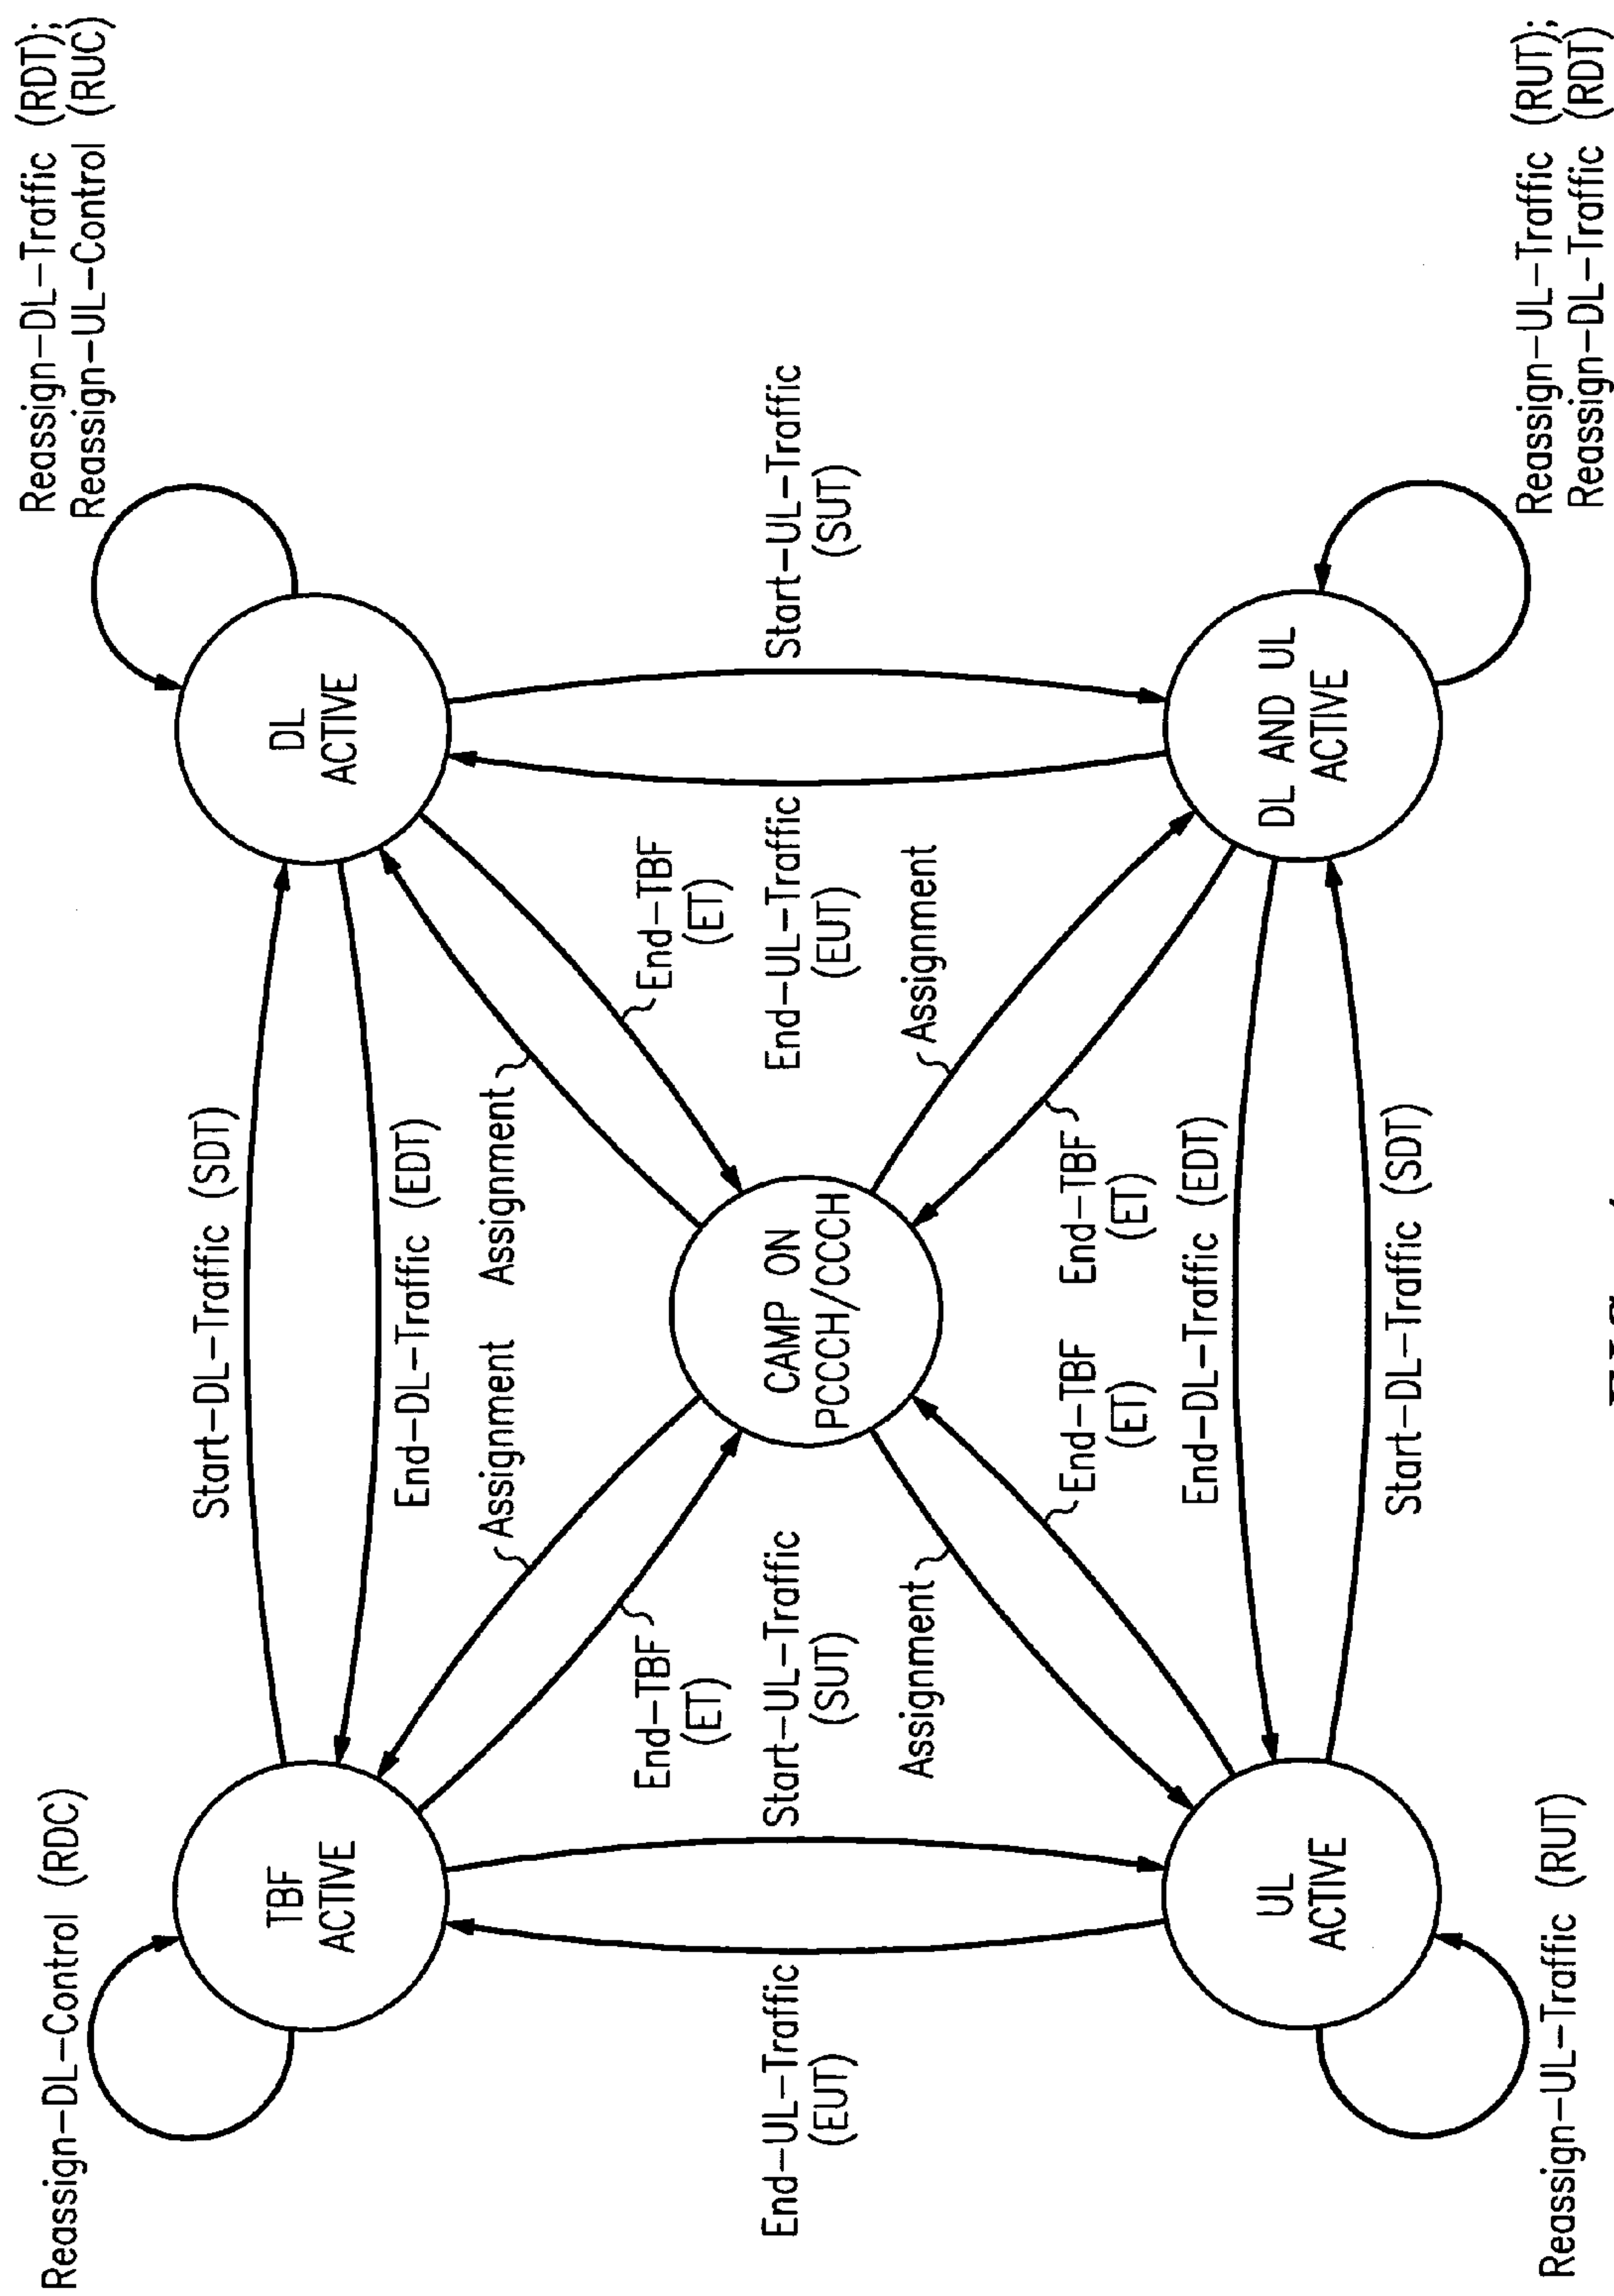 Reassign-DL-Control (RDC)
Reassign-DL-Traffic (RDT);
Reassign-UL-Control (RUC)
Start-DL-Traffic (SDT)
TBF
ACTIVE
DL
ACTIVE
End-DL-Traffic (EDT)
Assignment
Assignment
End-TBF
(ET)
End-TBF
(ET)
End-UL-Traffic
(EUT)
Start-UL-Traffic
(SUT)
CAMP ON
PCCCH/CCCH
End-UL-Traffic
(EUT)
Start-UL-Traffic
(SUT)
Assignment
Assignment
End-TBF
(ET)
End-TBF
(ET)
End-DL-Traffic (EDT)
UL
ACTIVE
DL AND UL
ACTIVE
Start-DL-Traffic (SDT)
Reassign-UL-Traffic (RUT)
Reassign-UL-Traffic (RUT);
Reassign-DL-Traffic (RDT)